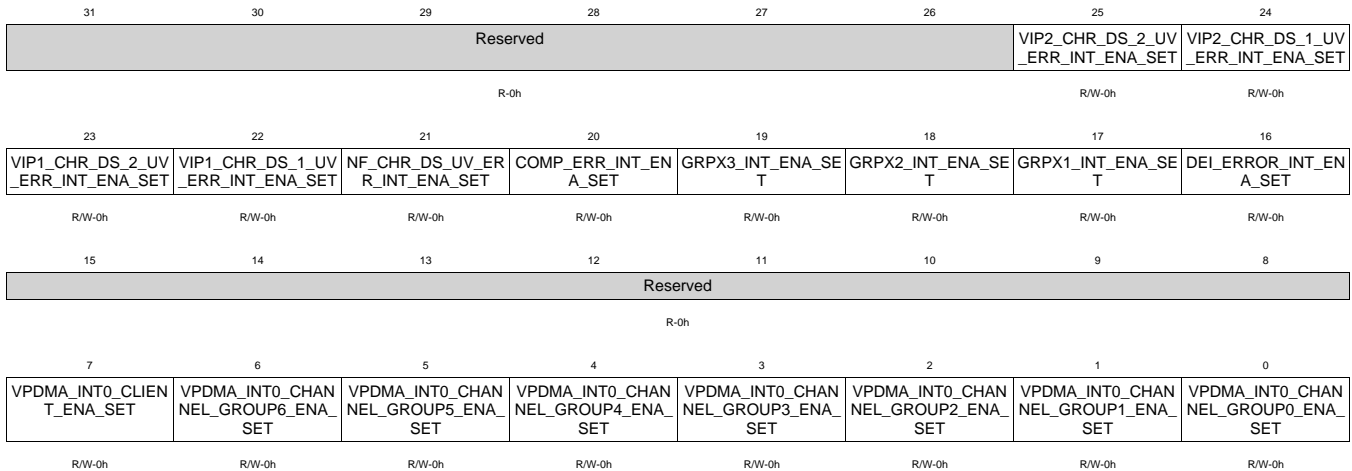 31 30 29 28 27 26 25 24
Reserved VIP2_CHR_DS_2_UV VIP2_CHR_DS_1_UV
_ERR_INT_ENA_SET _ERR_INT_ENA_SET
R-0h R/W-0h R/W-0h
23 22 21 20 19 18 17 16
VIP1_CHR_DS_2_UV VIP1_CHR_DS_1_UV NF_CHR_DS_UV_ER COMP_ERR_INT_EN GRPX3_INT_ENA_SE GRPX2_INT_ENA_SE GRPX1_INT_ENA_SE DEI_ERROR_INT_EN
_ERR_INT_ENA_SET _ERR_INT_ENA_SET R_INT_ENA_SET A_SET T T T A_SET
R/W-0h R/W-0h R/W-0h R/W-0h R/W-0h R/W-0h R/W-0h R/W-0h
15 14 13 12 11 10 9 8
Reserved
R-0h
7 6 5 4 3 2 1 0
VPDMA_INT0_CLIEN VPDMA_INT0_CHAN VPDMA_INT0_CHAN VPDMA_INT0_CHAN VPDMA_INT0_CHAN VPDMA_INT0_CHAN VPDMA_INT0_CHAN VPDMA_INT0_CHAN
T_ENA_SET NEL_GROUP6_ENA_ NEL_GROUP5_ENA_ NEL_GROUP4_ENA_ NEL_GROUP3_ENA_ NEL_GROUP2_ENA_ NEL_GROUP1_ENA_ NEL_GROUP0_ENA_
SET SET SET SET SET SET SET
R/W-0h R/W-0h R/W-0h R/W-0h R/W-0h R/W-0h R/W-0h R/W-0h